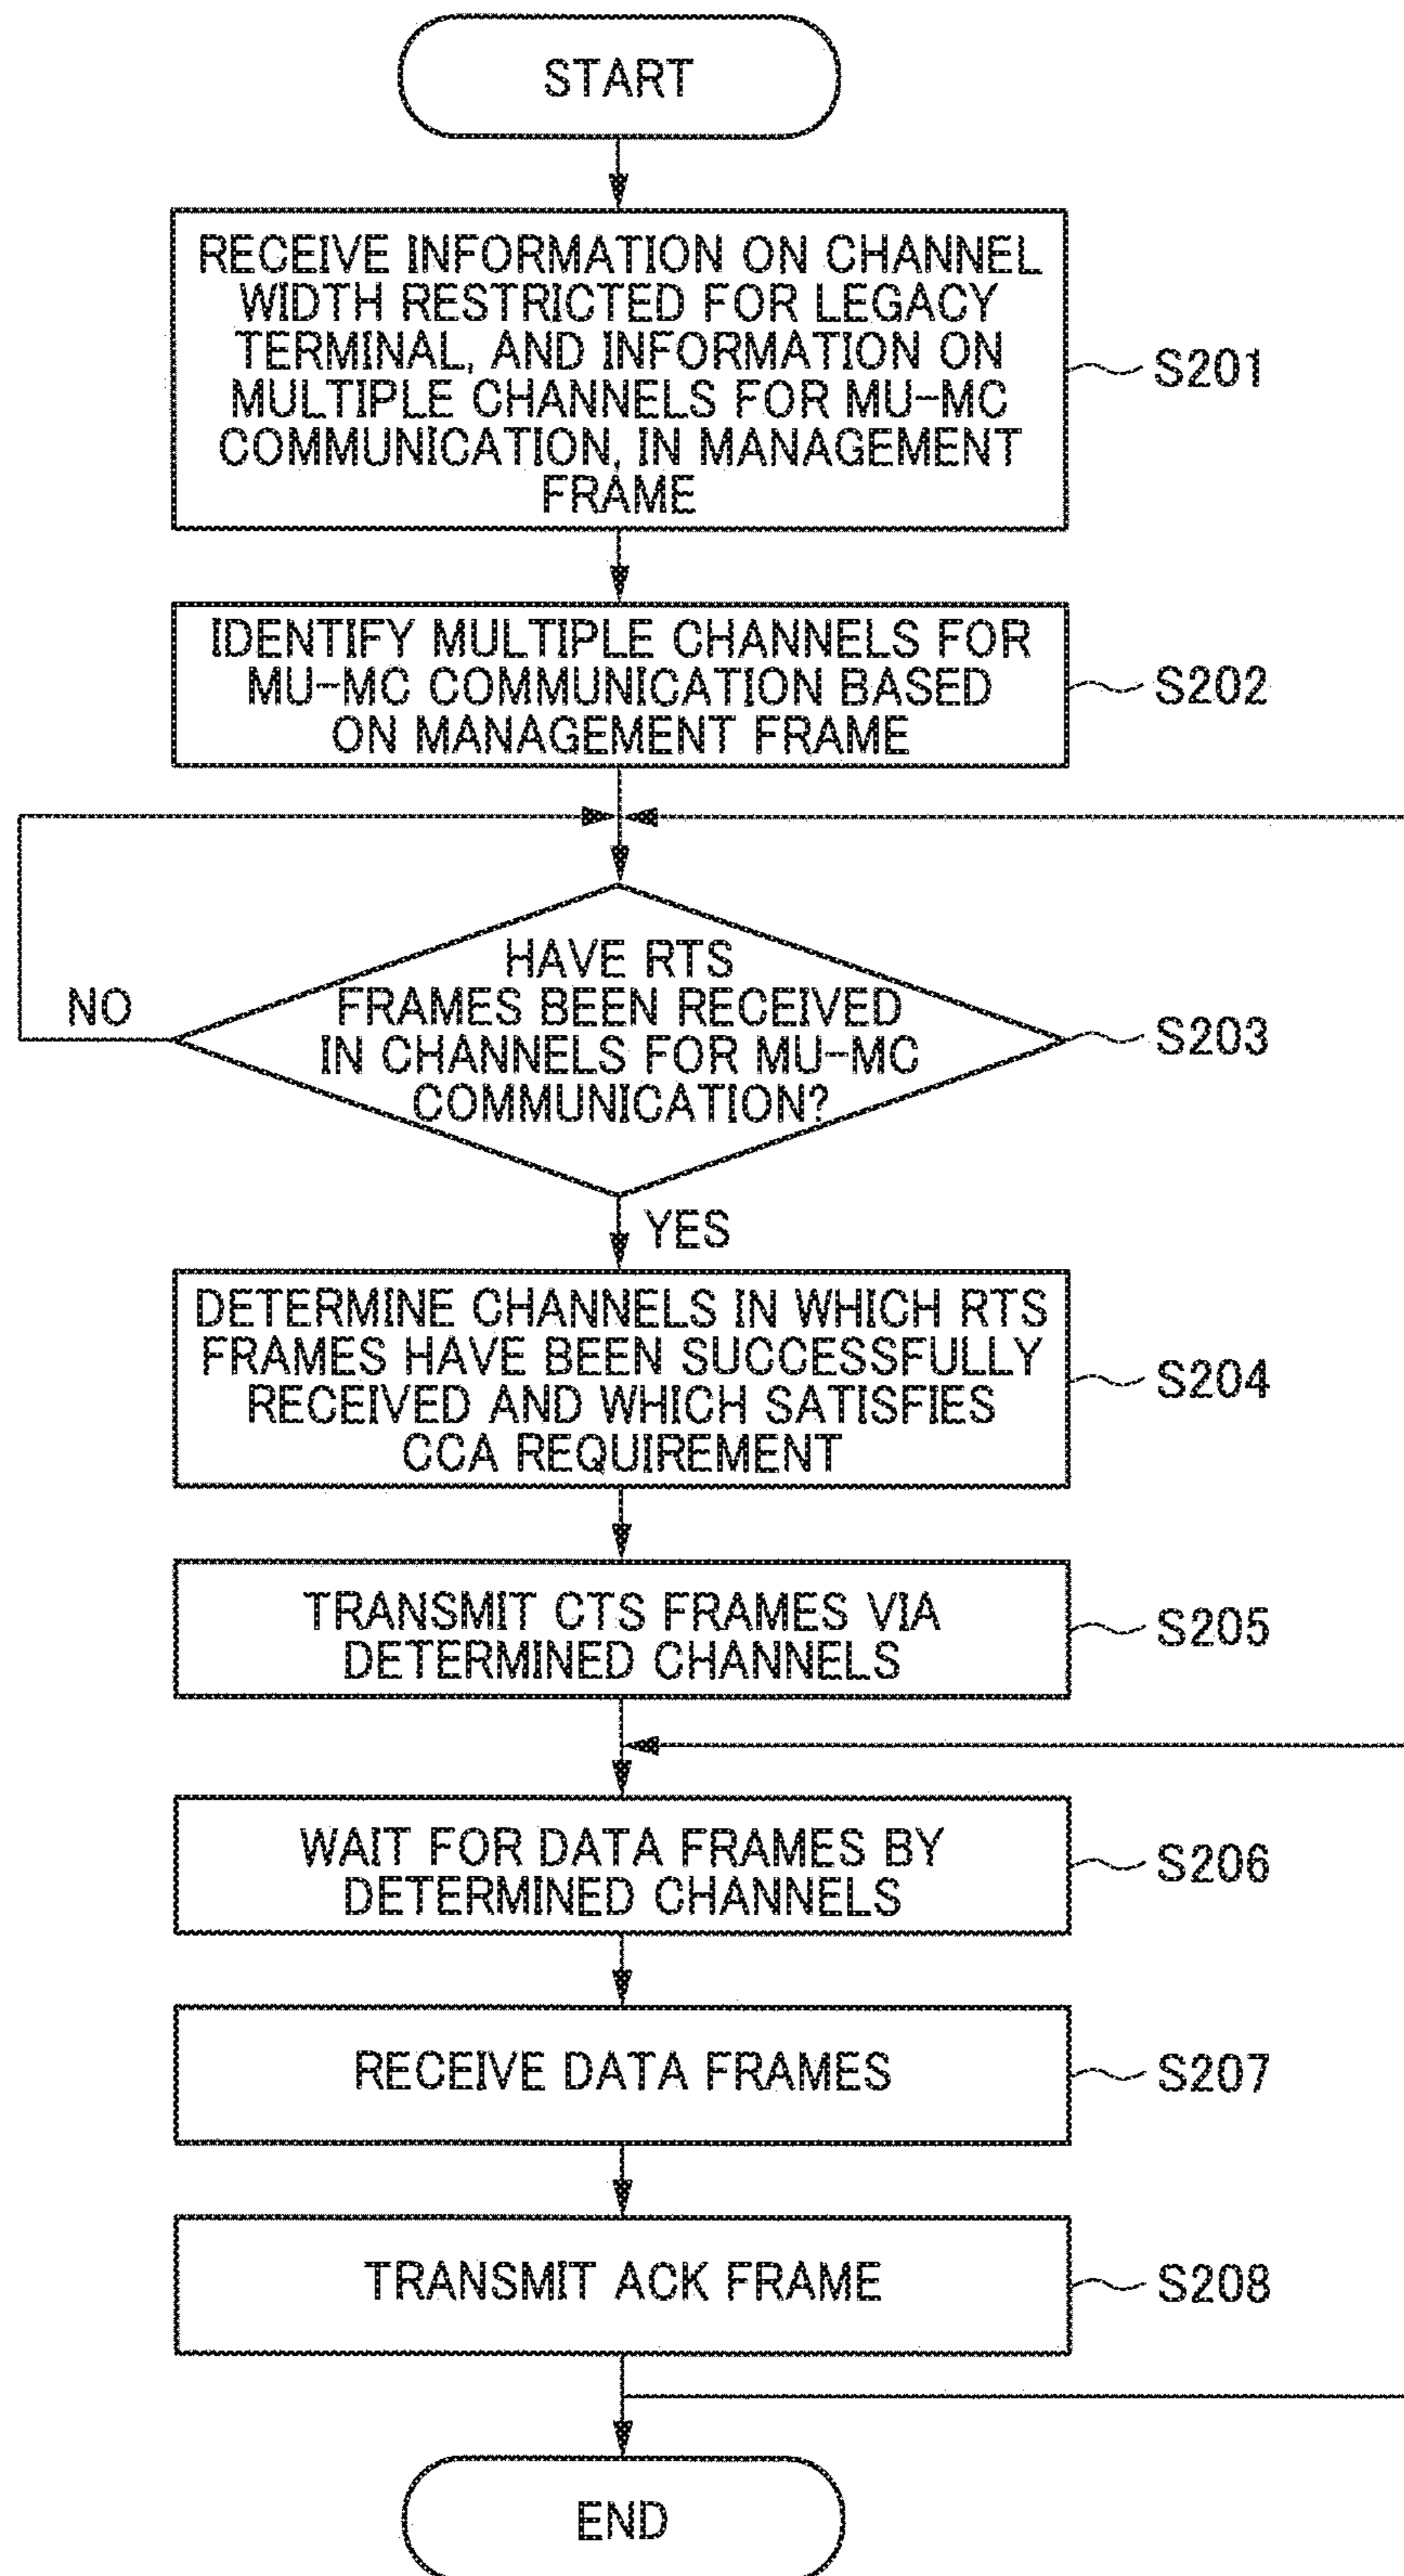 START
RECEIVE INFORMATION ON CHANNEL
WIDTH RESTRICTED FOR LEGACY
TERMINAL, AND INFORMATION ON
MULTIPLE CHANNELS FOR MU-MC
COMMUNICATION, IN MANAGEMENT
FRAME
S201
IDENTIFY MULTIPLE CHANNELS FOR
MU-MC COMMUNICATION BASED
ON MANAGEMENT FRAME
S202
HAVE RTS
FRAMES BEEN RECEIVED
IN CHANNELS FOR MU-MC
COMMUNICATION?
NO
S203
YES
DETERMINE CHANNELS IN WHICH RTS
FRAMES HAVE BEEN SUCCESSFULLY
RECEIVED AND WHICH SATISFIES
CCA REQUIREMENT
S204
TRANSMIT CTS FRAMES VIA
DETERMINED CHANNELS
S205
WAIT FOR DATA FRAMES BY
DETERMINED CHANNELS
S206
RECEIVE DATA FRAMES
S207
TRANSMIT ACK FRAME
S208
END